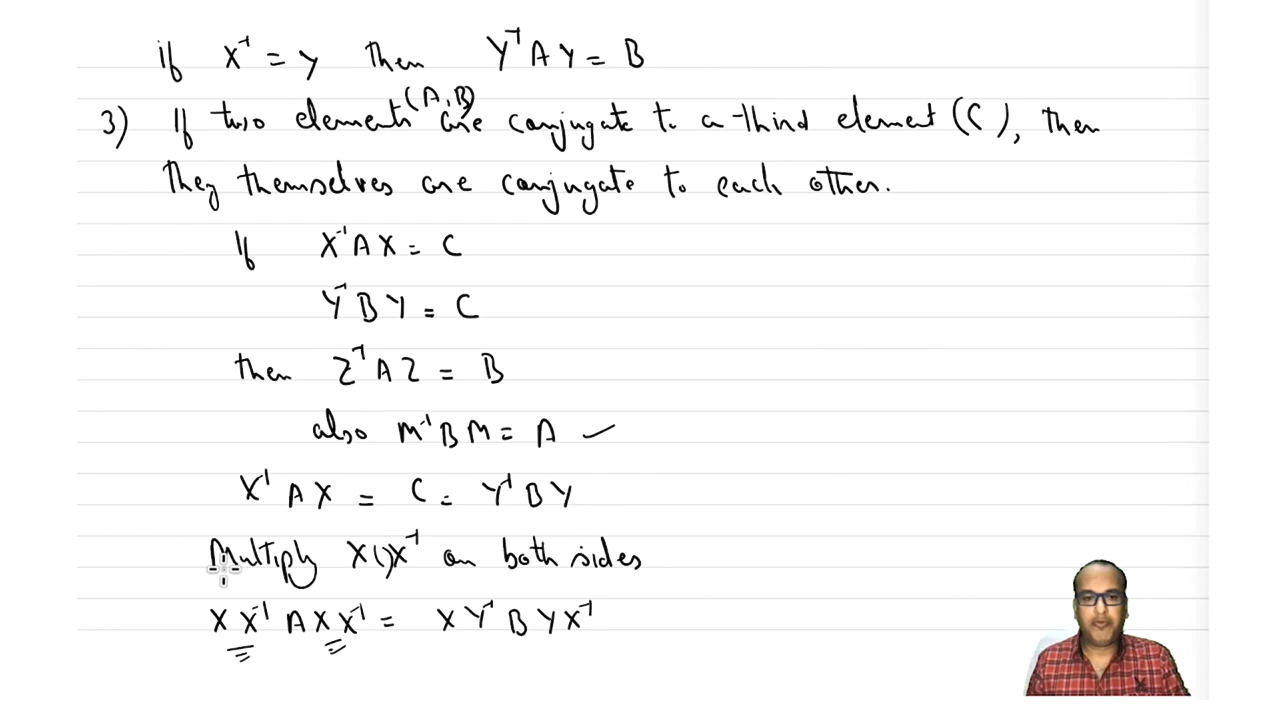 if X⁻¹ = Y then Y⁻¹ A Y = B
3) If two elements (A, B) are conjugate to a third element (C), then
they themselves are conjugate to each other.
If X⁻¹ A X = C
Y⁻¹ B Y = C
then Z⁻¹ A Z = B
also M⁻¹ B M = A ✓
X⁻¹ A X = C = Y⁻¹ B Y
Multiply X()X⁻¹ on both sides
X X⁻¹ A X X⁻¹ = X Y⁻¹ B Y X⁻¹